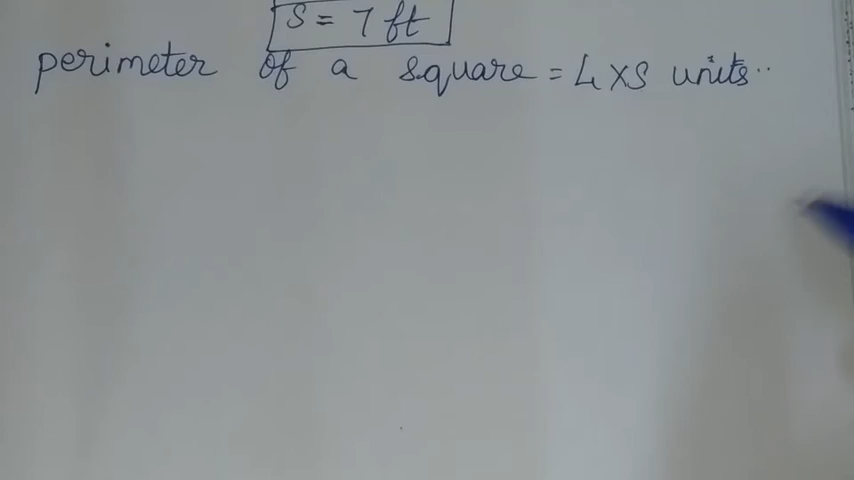 S = 7 ft
perimeter of a square = 4 × S units..